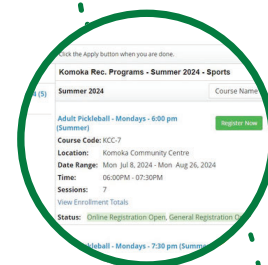 Click the Apply button when you are done.
Komoka Rec. Programs - Summer 2024 - Sports
(5)
Summer 2024
Course Name
Adult Pickleball - Mondays - 6:00 pm
(Summer)
Register Now
Course Code: KCC-7
Location: Komoka Community Centre
Date Range: Mon Jul 8, 2024 - Mon Aug 26, 2024
Time: 06:00PM - 07:30PM
Sessions: 7
View Enrollment Totals
Status: Online Registration Open, General Registration O
kleball - Mondays - 7:30 pm (Summe